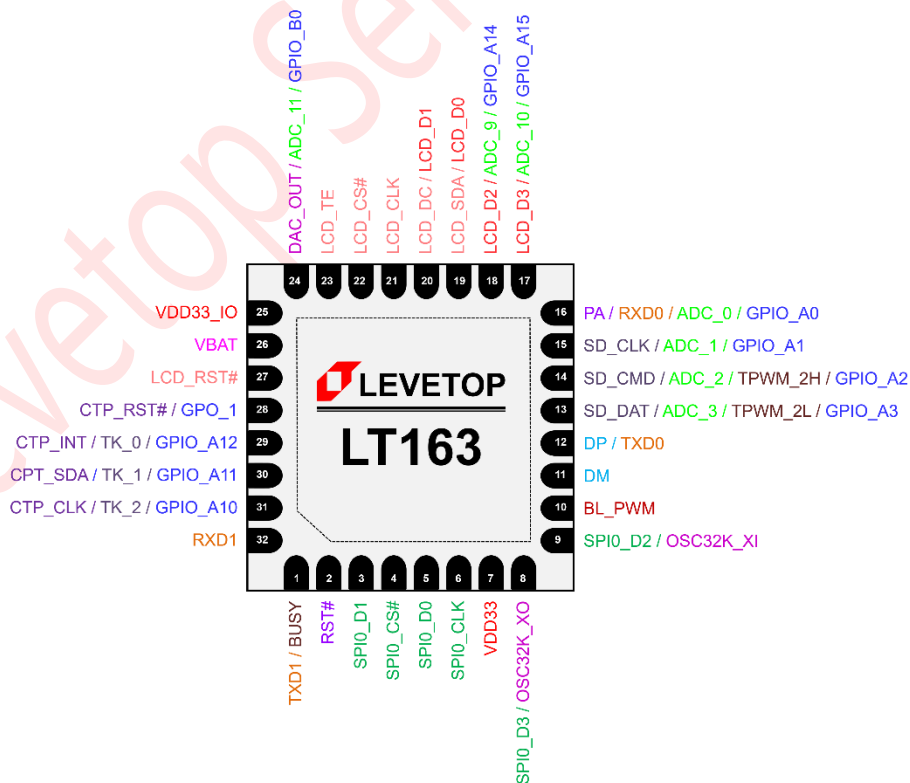 Levetop Se
DAC_OUT / ADC_11 / GPIO_B0
LCD_TE
LCD_CS#
LCD_CLK
LCD_DC / LCD_D1
LCD_SDA / LCD_D0
LCD_D2 / ADC_9 / GPIO_A14
LCD_D3 / ADC_10 / GPIO_A15
24
23
22
21
20
19
18
17
VDD33_IO 25
VBAT 26
LCD_RST# 27
CTP_RST# / GPO_1 28
CTP_INT / TK_0 / GPIO_A12 29
CPT_SDA / TK_1 / GPIO_A11 30
CTP_CLK / TK_2 / GPIO_A10 31
RXD1 32
LEVETOP
LT163
16 PA / RXD0 / ADC_0 / GPIO_A0
15 SD_CLK / ADC_1 / GPIO_A1
14 SD_CMD / ADC_2 / TPWM_2H / GPIO_A2
13 SD_DAT / ADC_3 / TPWM_2L / GPIO_A3
12 DP / TXD0
11 DM
10 BL_PWM
9 SPI0_D2 / OSC32K_XI
1
2
3
4
5
6
7
8
TXD1 / BUSY
RST#
SPI0_D1
SPI0_CS#
SPI0_D0
SPI0_CLK
VDD33
SPI0_D3 / OSC32K_XO